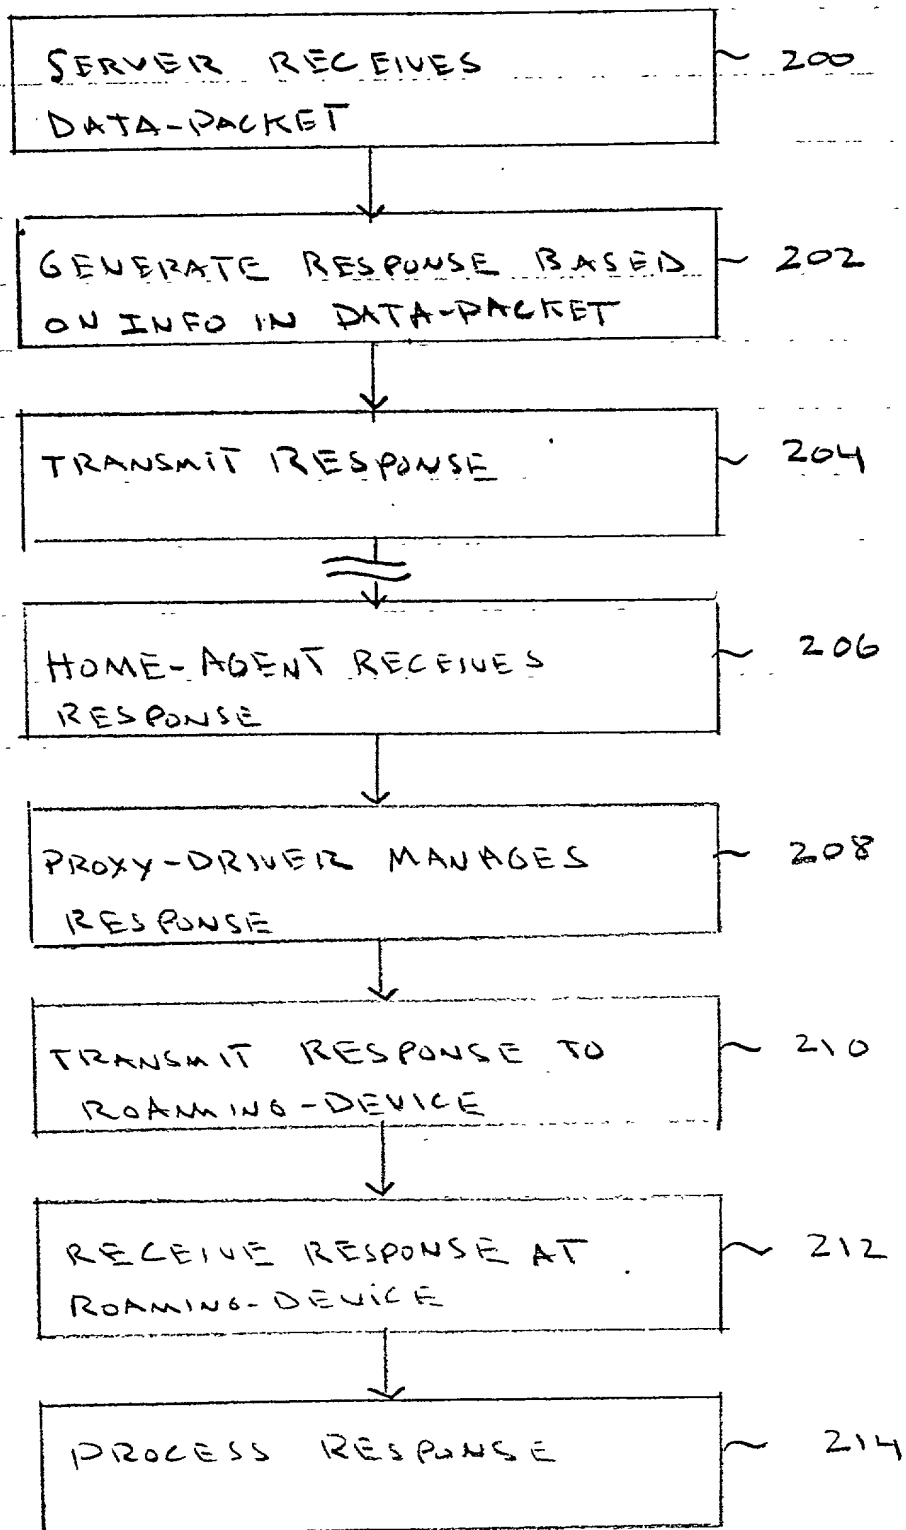 SERVER RECEIVES ~ 200
DATA-PACKET
GENERATE RESPONSE BASED ~ 202
ON INFO IN DATA-PACKET
TRANSMIT RESPONSE ~ 204
HOME-AGENT RECEIVES ~ 206
RESPONSE
PROXY-DRIVER MANAGES ~ 208
RESPONSE
TRANSMIT RESPONSE TO ~ 210
ROAMING-DEVICE
RECEIVE RESPONSE AT ~ 212
ROAMING-DEVICE
PROCESS RESPONSE ~ 214